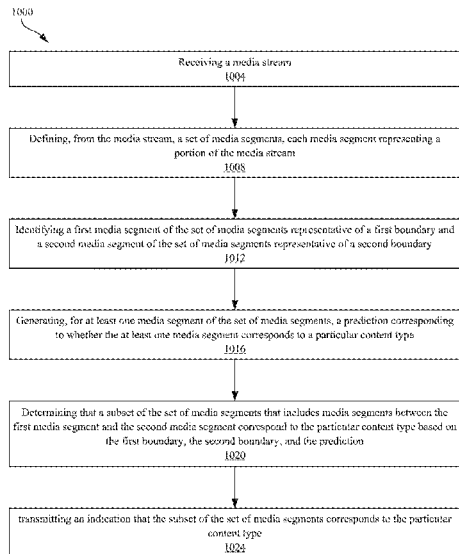 1000
Receiving a media stream
1004
Defining, from the media stream, a set of media segments, each media segment representing a
portion of the media stream
1008
Identifying a first media segment of the set of media segments representative of a first boundary and
a second media segment of the set of media segments representative of a second boundary
1012
Generating, for at least one media segment of the set of media segments, a prediction corresponding
to whether the at least one media segment corresponds to a particular content type
1016
Determining that a subset of the set of media segments that includes media segments between the
first media segment and the second media segment correspond to the particular content type based
on the first boundary, the second boundary, and the prediction
1020
transmitting an indication that the subset of the set of media segments corresponds to the particular
content type
1024